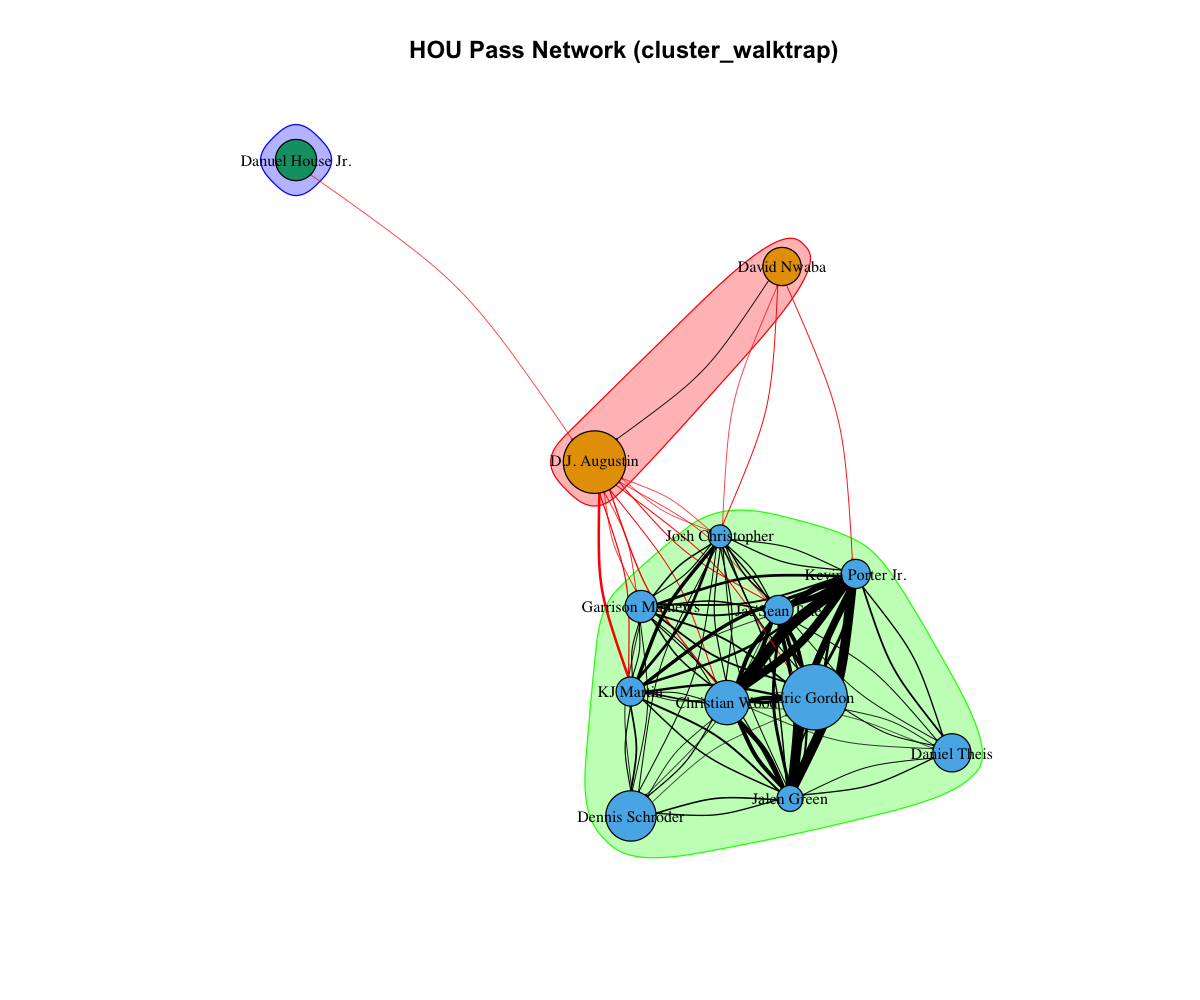 HOU Pass Network (cluster_walktrap)
Danuel House Jr.
David Nwaba
D.J. Augustin
Josh Christopher
Kevin Porter Jr.
Garrison Mathews
Jae'Sean Tate
KJ Martin
Christian Wood
Eric Gordon
Daniel Theis
Jalen Green
Dennis Schroder